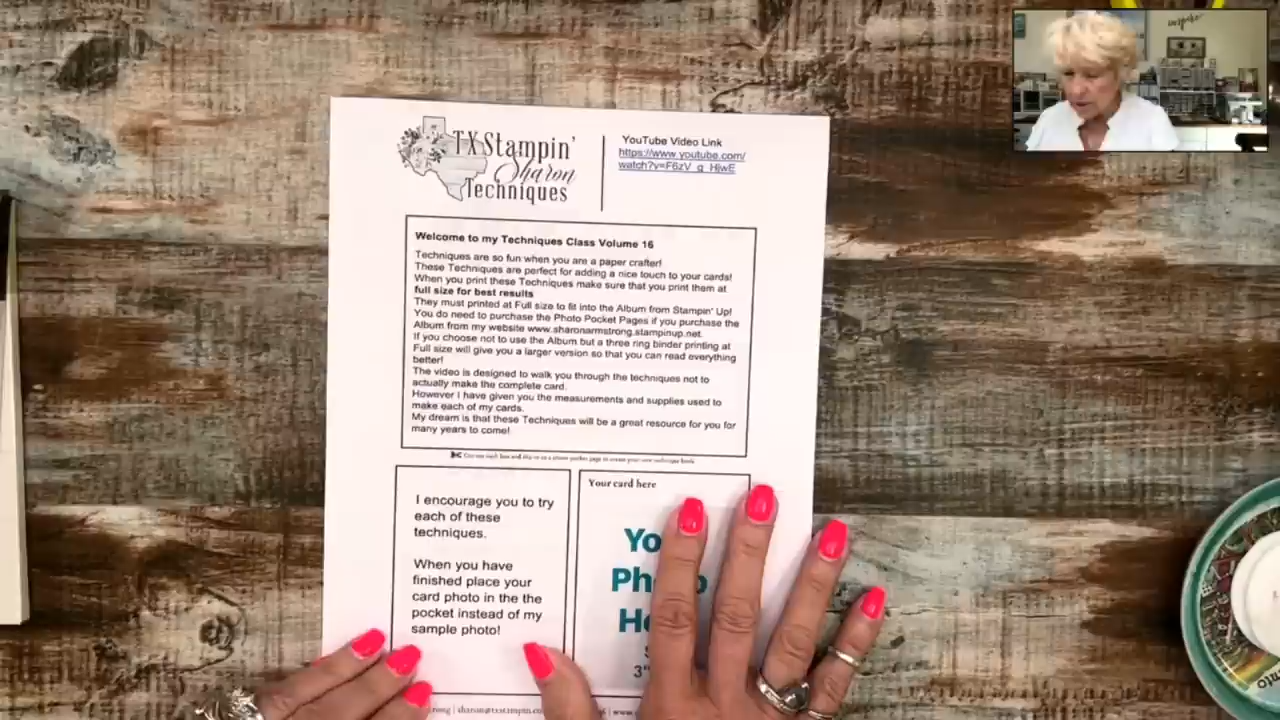 inspire
TX Stampin'
Sharon
Techniques
YouTube Video Link
https://www.youtube.com/
watch?v=F6zV_q_HjwE
Welcome to my Techniques Class Volume 16
Techniques are so fun when you are a paper crafter!
These Techniques are perfect for adding a nice touch to your cards!
When you print these Techniques make sure that you print them at
full size for best results
They must printed at Full size to fit into the Album from Stampin' Up!
You do need to purchase the Photo Pocket Pages if you purchase the
Album from my website www.sharonarmstrong.stampinup.net.
If you choose not to use the Album but a three ring binder printing at
Full size will give you a larger version so that you can read everything
better!
The video is designed to walk you through the techniques not to
actually make the complete card.
However I have given you the measurements and supplies used to
make each of my cards.
My dream is that these Techniques will be a great resource for you for
many years to come!
I encourage you to try
each of these
techniques.
When you have
finished place your
card photo in the the
pocket instead of my
sample photo!
Your card here
Yo
Ph o
H
3"